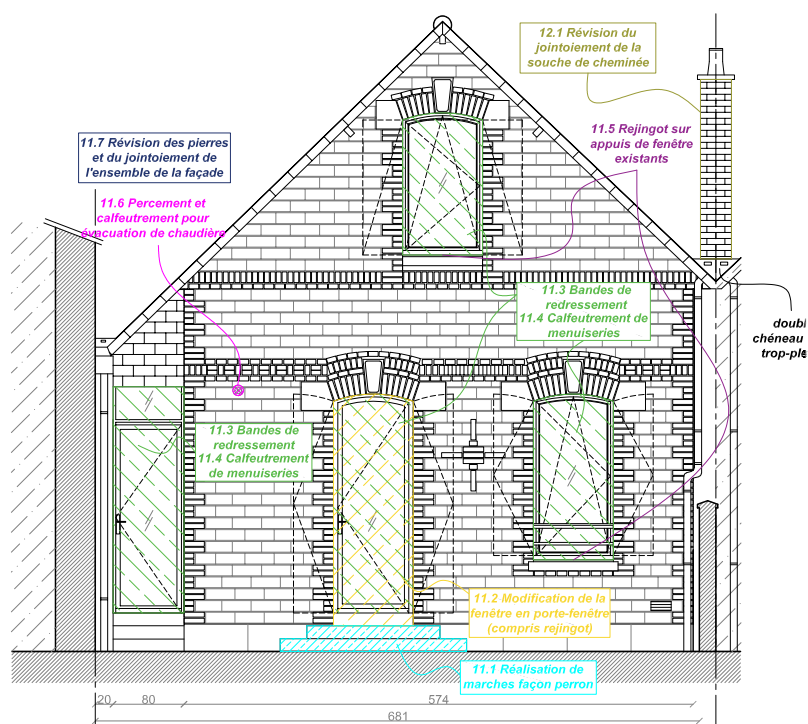 12.1 Révision du
jointoiement de la
souche de cheminée
11.5 Rejingot sur
appuis de fenêtre
existants
11.7 Révision des pierres
et du jointoiement de
l'ensemble de la façade
11.6 Percement et
calfeutrement pour
évacuation de chaudière
11.3 Bandes de
redressement
11.4 Calfeutrement de
menuiseries
doubl
chéneau
trop-ple
11.3 Bandes de
redressement
11.4 Calfeutrement
de menuiseries
11.2 Modification de la
fenêtre en porte-fenêtre
(compris rejingot)
11.1 Réalisation de
marches façon perron
20 80 574
681